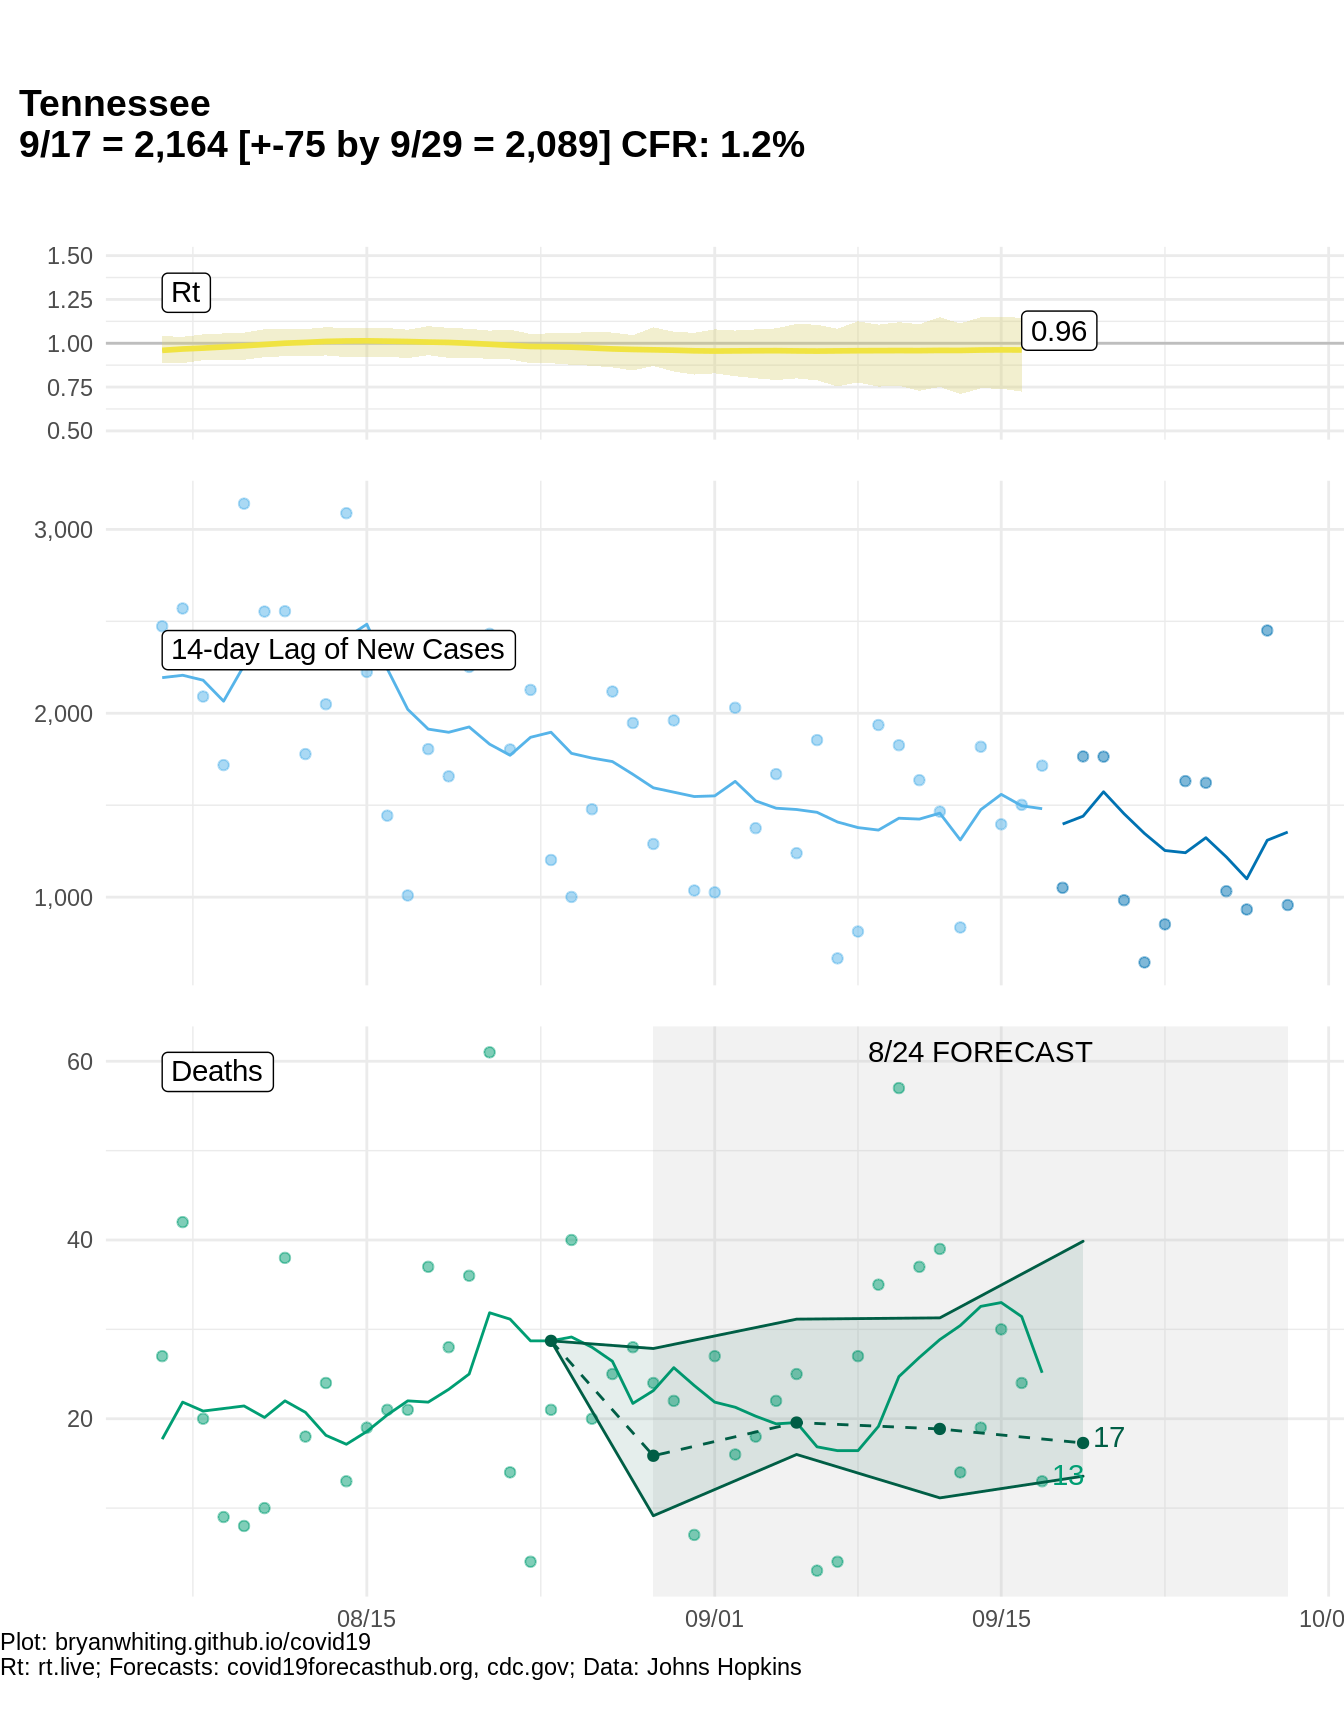 Tennessee
9/17 = 2,164 [+-75 by 9/29 = 2,089] CFR: 1.2%
1.50
1.25
1.00
0.75
0.50
Rt
0.96
3,000
2,000
1,000
14-day Lag of New Cases
60
40
20
Deaths
8/24 FORECAST
17
13
08/15 09/01 09/15 10/0
Plot: bryanwhiting.github.io/covid19
Rt: rt.live; Forecasts: covid19forecasthub.org, cdc.gov; Data: Johns Hopkins